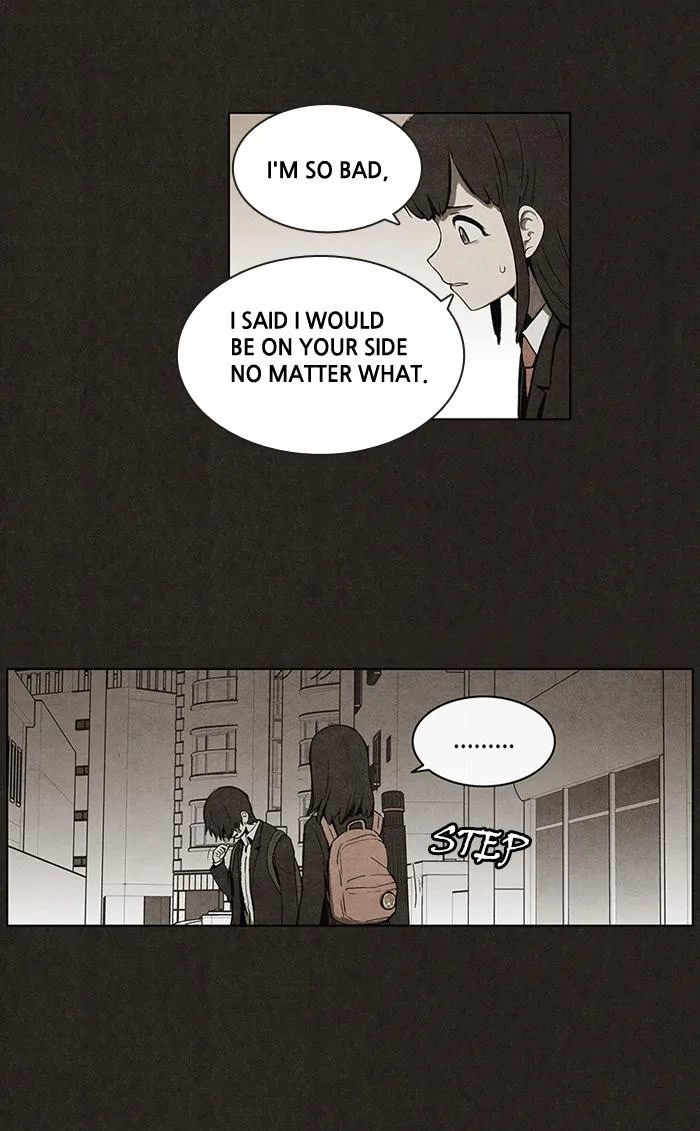 I'M SO BAD,
I SAID I WOULD
BE ON YOUR SIDE
NO MATTER WHAT.
.........
STEP